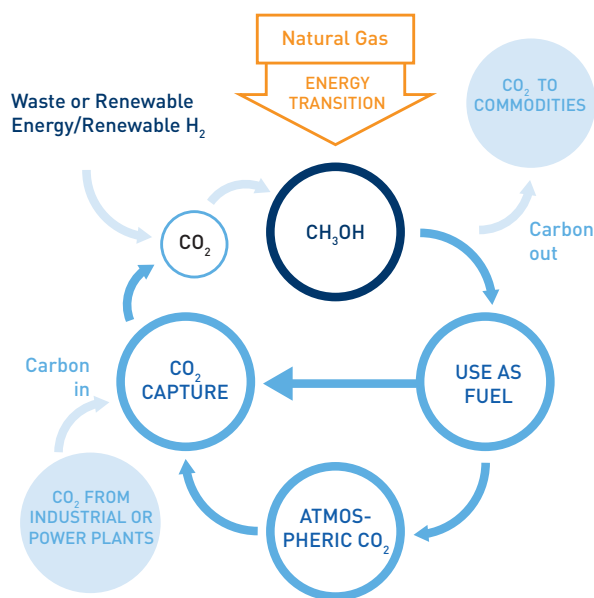 Natural Gas
ENERGY
TRANSITION
CO₂ TO
COMMODITIES
Waste or Renewable
Energy/Renewable H₂
CO₂
CH₃OH
Carbon
out
CO₂
CAPTURE
USE AS
FUEL
Carbon
in
CO₂ FROM
INDUSTRIAL OR
POWER PLANTS
ATMOS-
PHERIC CO₂